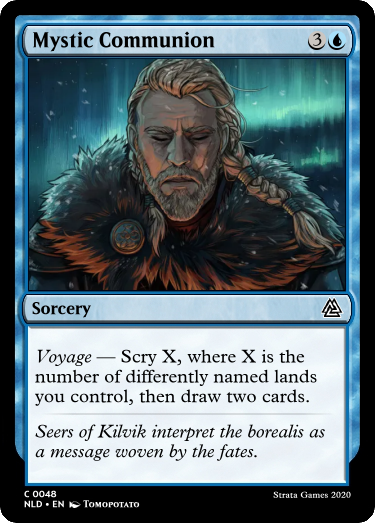 Mystic Communion 3
Sorcery
Voyage — Scry X, where X is the
number of differently named lands
you control, then draw two cards.
Seers of Kilvik interpret the borealis as
a message woven by the fates.
C 0048
NLD • EN Tomopotato
Strata Games 2020